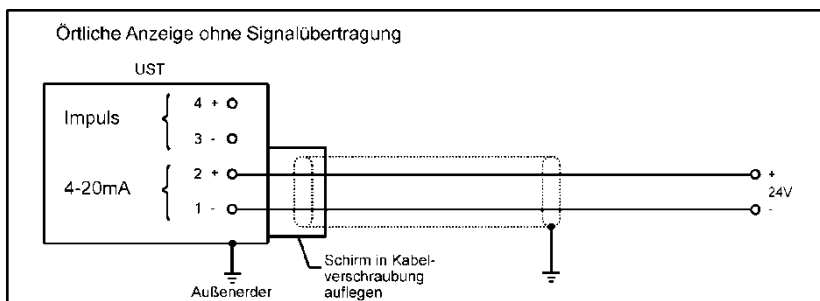 Örtliche Anzeige ohne Signalübertragung
UST
Impuls
4 +
3 -
4-20mA
2 +
1 -
+
24V
-
Außenerder
Schirm in Kabel-
verschraubung
auflegen